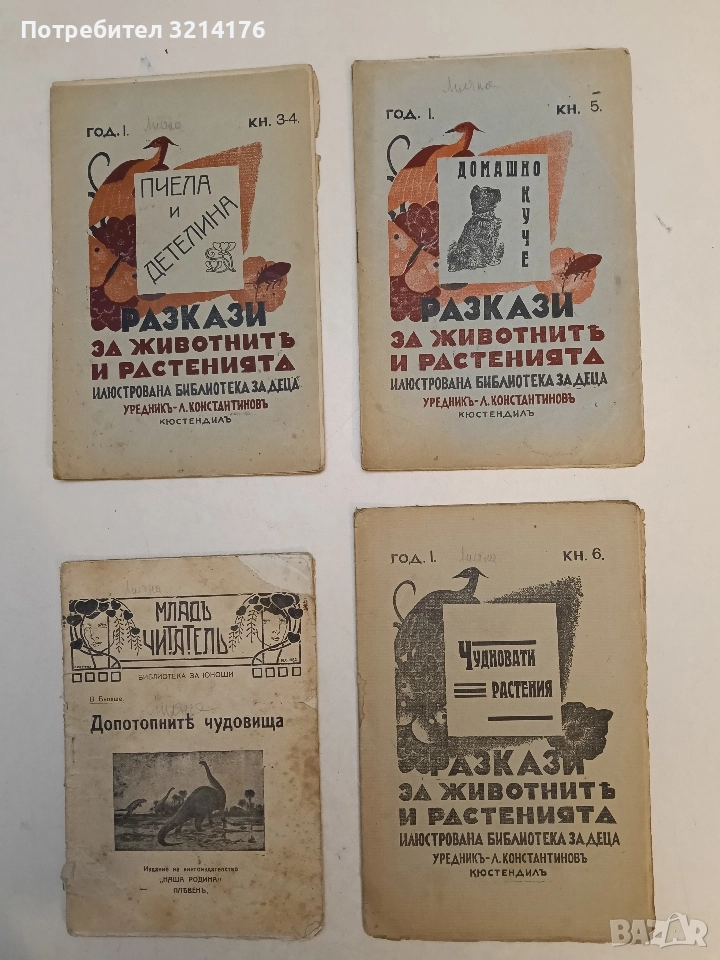 Потребител 3214176
ГОД. I.
КН. 3-4.
ПЧЕЛА
И
ДЕТЕЛИНА
РАЗКАЗИ
ЗА ЖИВОТНИТѢ
И РАСТЕНИЯТА
ИЛЮСТРОВАНА БИБЛИОТЕКА ЗА ДЕЦА
УРЕДНИКЪ-Л. КОНСТАНТИНОВЪ
КЮСТЕНДИЛЪ
ГОД. I.
КН. 5.
ДОМАШНО
КУЧЕ
РАЗКАЗИ
ЗА ЖИВОТНИТѢ
И РАСТЕНИЯТА
ИЛЮСТРОВАНА БИБЛИОТЕКА ЗА ДЕЦА
УРЕДНИКЪ-Л. КОНСТАНТИНОВЪ
КЮСТЕНДИЛЪ
МЛАДЪ
ЧИТАТЕЛЬ
БИБЛИОТЕКА ЗА ЮНОШИ
Допотопнитѣ чудовища
Издание на книгоиздателство
„НАША РОДИНА“
ПЛѢВЕНЪ.
ГОД. I.
КН. 6.
ЧУДНОВАТИ
РАСТЕНИЯ
РАЗКАЗИ
ЗА ЖИВОТНИТѢ
И РАСТЕНИЯТА
ИЛЮСТРОВАНА БИБЛИОТЕКА ЗА ДЕЦА
УРЕДНИКЪ-Л. КОНСТАНТИНОВЪ
КЮСТЕНДИЛЪ
BAZAR